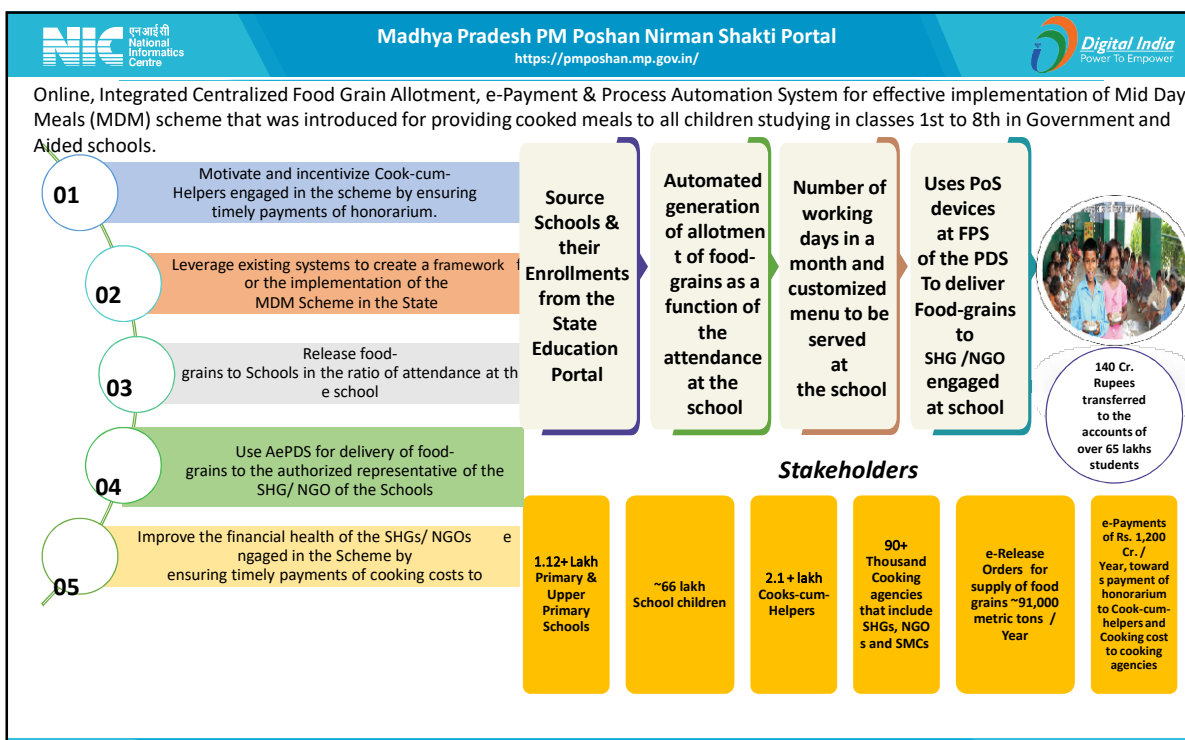 NIC
एनआईसी
National
Informatics
Centre
Madhya Pradesh PM Poshan Nirman Shakti Portal
https://pmposhan.mp.gov.in/
Digital India
Power To Empower
Online, Integrated Centralized Food Grain Allotment, e-Payment & Process Automation System for effective implementation of Mid Day
Meals (MDM) scheme that was introduced for providing cooked meals to all children studying in classes 1st to 8th in Government and
Aided schools.
01
Motivate and incentivize Cook-cum-
Helpers engaged in the scheme by ensuring
timely payments of honorarium.
02
Leverage existing systems to create a framework f
or the implementation of the
MDM Scheme in the State
03
Release food-
grains to Schools in the ratio of attendance at th
e school
04
Use AePDS for delivery of food-
grains to the authorized representative of the
SHG/ NGO of the Schools
05
Improve the financial health of the SHGs/ NGOs e
ngaged in the Scheme by
ensuring timely payments of cooking costs to
Source
Schools &
their
Enrollments
from the
State
Education
Portal
Automated
generation
of allotmen
t of food-
grains as a
function of
the
attendance
at the
school
Number of
working
days in a
month and
customized
menu to be
served
at
the school
Uses PoS
devices
at FPS
of the PDS
To deliver
Food-grains
to
SHG /NGO
engaged
at school
140 Cr.
Rupees
transferred
to the
accounts of
over 65 lakhs
students
Stakeholders
1.12+ Lakh
Primary &
Upper
Primary
Schools
~66 lakh
School children
2.1 + lakh
Cooks-cum-
Helpers
90+
Thousand
Cooking
agencies
that include
SHGs, NGO
s and SMCs
e-Release
Orders for
supply of food
grains ~91,000
metric tons /
Year
e-Payments
of Rs. 1,200
Cr. /
Year, toward
s payment of
honorarium
to Cook-cum-
helpers and
Cooking cost
to cooking
agencies